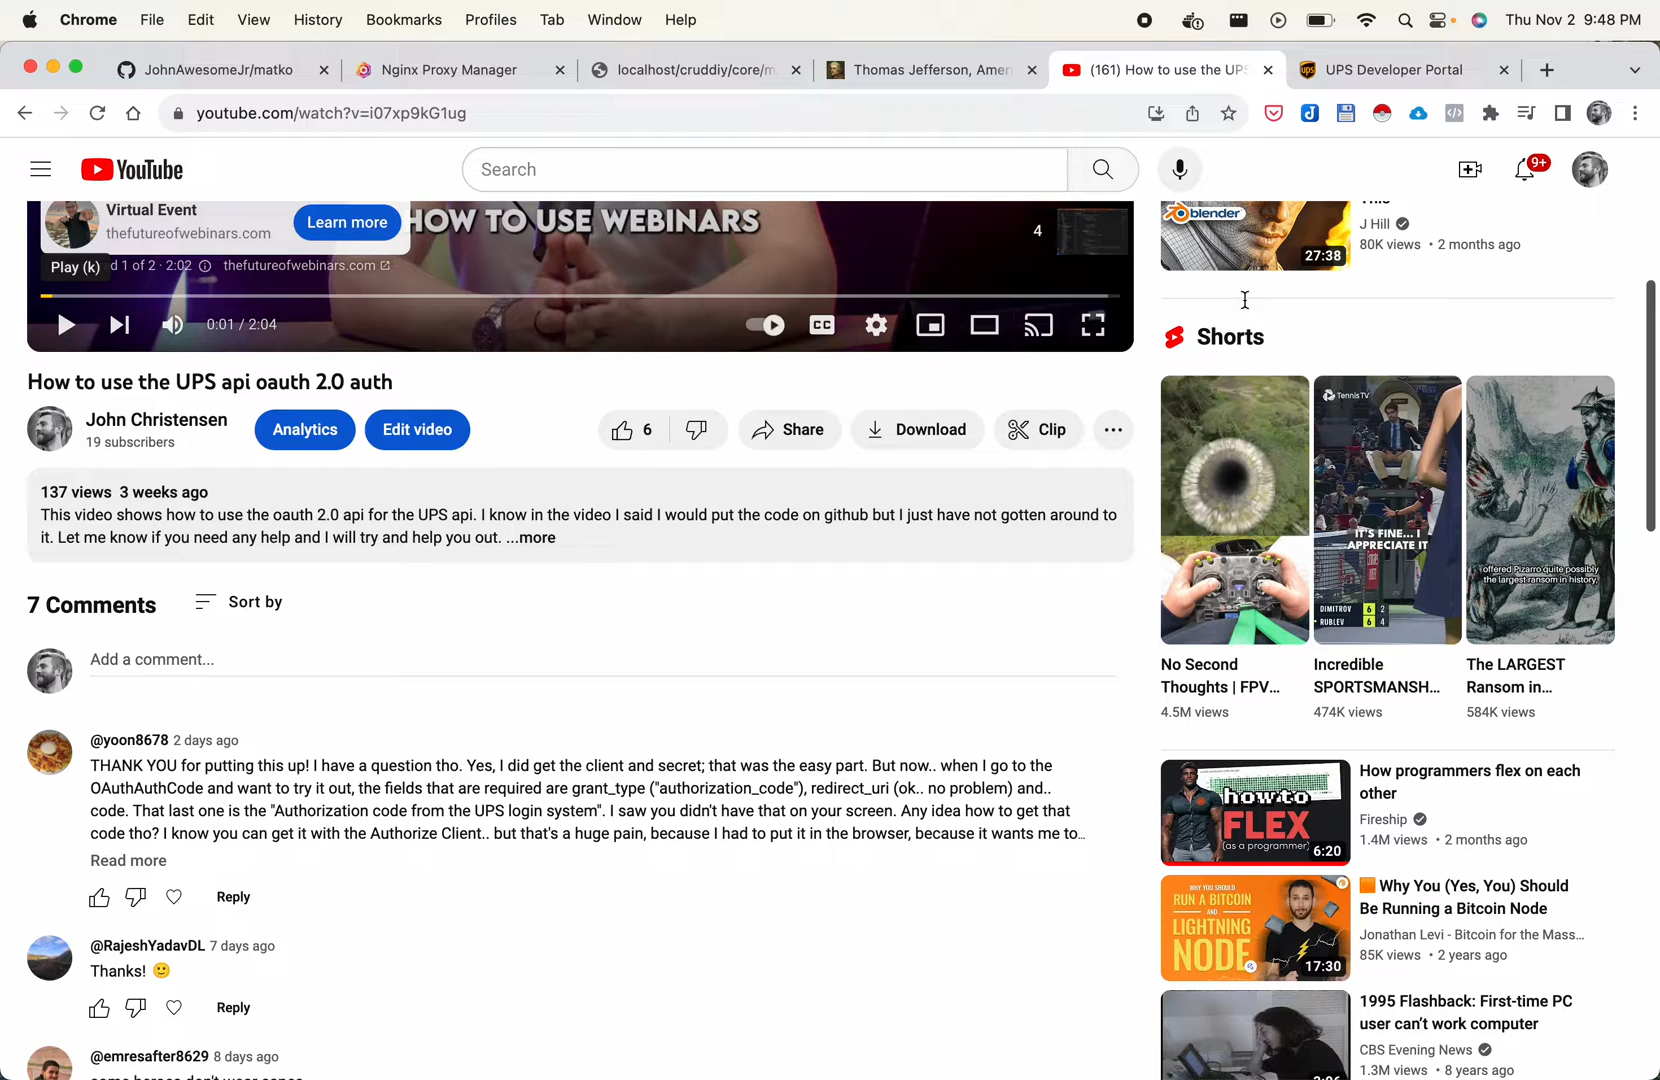 Chrome File Edit View History Bookmarks Profiles Tab Window Help
Thu Nov 2 9:48 PM
JohnAwesomeJr/matko
Nginx Proxy Manager
localhost/cruddiy/core/m
Thomas Jefferson, Amer
(161) How to use the UPS
UPS Developer Portal
youtube.com/watch?v=i07xp9kG1ug
YouTube
Search
9+
Virtual Event
thefutureofwebinars.com
Learn more
HOW TO USE WEBINARS
4
Play (k)
d 1 of 2 · 2:02
thefutureofwebinars.com
0:01 / 2:04
CC
How to use the UPS api oauth 2.0 auth
John Christensen
19 subscribers
Analytics
Edit video
6
Share
Download
Clip
137 views 3 weeks ago
This video shows how to use the oauth 2.0 api for the UPS api. I know in the video I said I would put the code on github but I just have not gotten around to
it. Let me know if you need any help and I will try and help you out. ...more
7 Comments
Sort by
Add a comment...
@yoon8678 2 days ago
THANK YOU for putting this up! I have a question tho. Yes, I did get the client and secret; that was the easy part. But now.. when I go to the
OAuthAuthCode and want to try it out, the fields that are required are grant_type ("authorization_code"), redirect_uri (ok.. no problem) and..
code. That last one is the "Authorization code from the UPS login system". I saw you didn't have that on your screen. Any idea how to get that
code tho? I know you can get it with the Authorize Client.. but that's a huge pain, because I had to put it in the browser, because it wants me to...
Read more
Reply
@RajeshYadavDL 7 days ago
Thanks! 🙂
Reply
@emresafter8629 8 days ago
blender
27:38
J Hill
80K views • 2 months ago
Shorts
TennisTV
IT'S FINE... I
APPRECIATE IT
DIMITROV 6 2
RUBLEV 6 4
offered Pizarro quite possibly
the largest ransom in history,
No Second
Thoughts | FPV...
4.5M views
Incredible
SPORTSMANSH...
474K views
The LARGEST
Ransom in...
584K views
how to
FLEX
(as a programmer)
6:20
How programmers flex on each
other
Fireship
1.4M views • 2 months ago
WHY YOU SHOULD
RUN A BITCOIN
AND
LIGHTNING
NODE
17:30
🟧 Why You (Yes, You) Should
Be Running a Bitcoin Node
Jonathan Levi - Bitcoin for the Mass...
85K views • 2 years ago
1995 Flashback: First-time PC
user can't work computer
CBS Evening News
1.3M views • 8 years ago